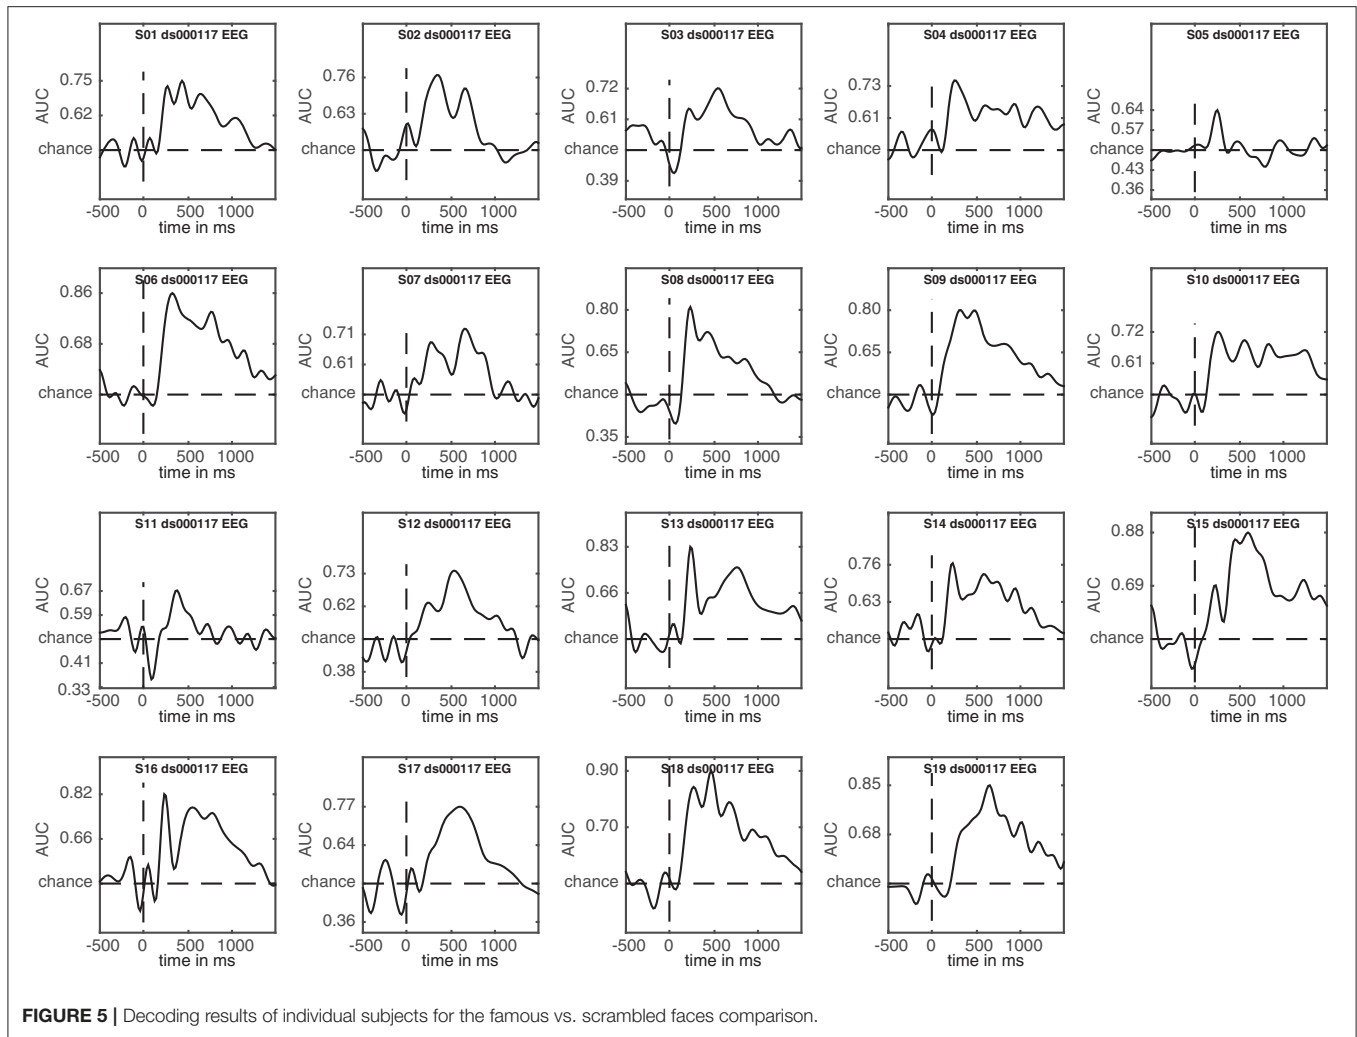 S01 ds000117 EEG
AUC
0.75
0.62
chance
-500 0 500 1000
time in ms
S02 ds000117 EEG
AUC
0.76
0.63
chance
-500 0 500 1000
time in ms
S03 ds000117 EEG
AUC
0.72
0.61
chance
0.39
-500 0 500 1000
time in ms
S04 ds000117 EEG
AUC
0.73
0.61
chance
-500 0 500 1000
time in ms
S05 ds000117 EEG
AUC
0.64
0.57
chance
0.43
0.36
-500 0 500 1000
time in ms
S06 ds000117 EEG
AUC
0.86
0.68
chance
-500 0 500 1000
time in ms
S07 ds000117 EEG
AUC
0.71
0.61
chance
-500 0 500 1000
time in ms
S08 ds000117 EEG
AUC
0.80
0.65
chance
0.35
-500 0 500 1000
time in ms
S09 ds000117 EEG
AUC
0.80
0.65
chance
-500 0 500 1000
time in ms
S10 ds000117 EEG
AUC
0.72
0.61
chance
-500 0 500 1000
time in ms
S11 ds000117 EEG
AUC
0.67
0.59
chance
0.41
0.33
-500 0 500 1000
time in ms
S12 ds000117 EEG
AUC
0.73
0.62
chance
0.38
-500 0 500 1000
time in ms
S13 ds000117 EEG
AUC
0.83
0.66
chance
-500 0 500 1000
time in ms
S14 ds000117 EEG
AUC
0.76
0.63
chance
-500 0 500 1000
time in ms
S15 ds000117 EEG
AUC
0.88
0.69
chance
-500 0 500 1000
time in ms
S16 ds000117 EEG
AUC
0.82
0.66
chance
-500 0 500 1000
time in ms
S17 ds000117 EEG
AUC
0.77
0.64
chance
0.36
-500 0 500 1000
time in ms
S18 ds000117 EEG
AUC
0.90
0.70
chance
-500 0 500 1000
time in ms
S19 ds000117 EEG
AUC
0.85
0.68
chance
-500 0 500 1000
time in ms
FIGURE 5 | Decoding results of individual subjects for the famous vs. scrambled faces comparison.